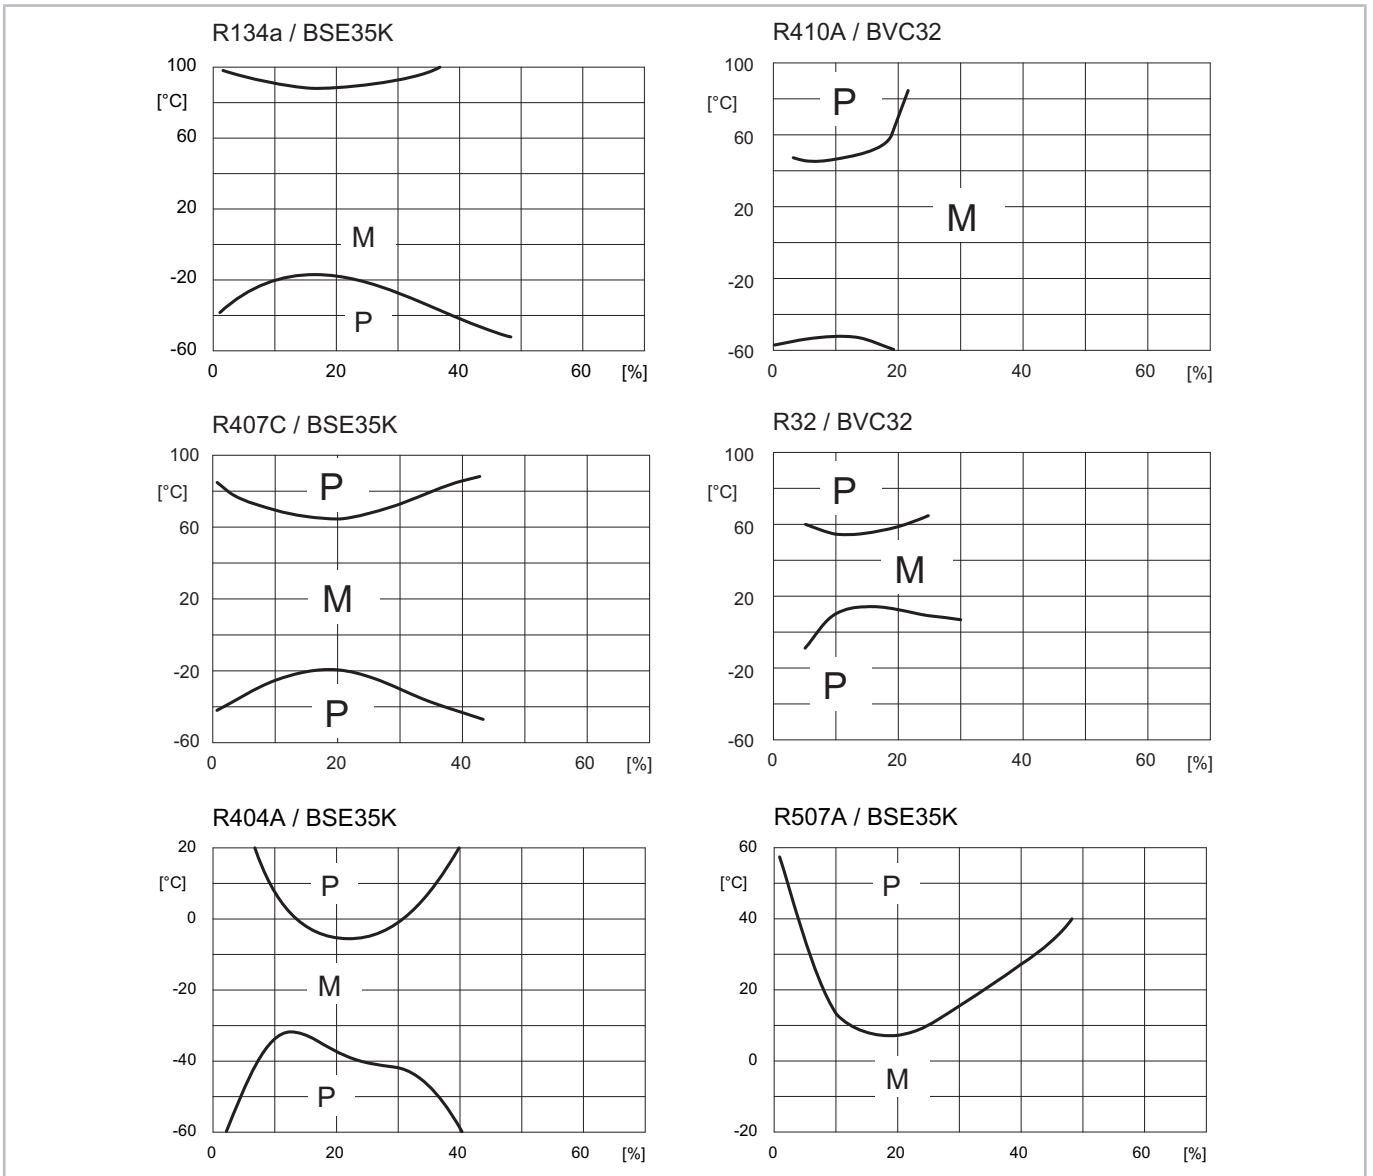 R134a / BSE35K
100
[°C]
60
20
-20
-60
M
P
0 20 40 60 [%]
R410A / BVC32
100
[°C]
60
20
-20
-60
P
M
0 20 40 60 [%]
R407C / BSE35K
100
[°C]
60
20
-20
-60
P
M
P
0 20 40 60 [%]
R32 / BVC32
100
[°C]
60
20
-20
-60
P
M
P
0 20 40 60 [%]
R404A / BSE35K
20
[°C]
0
-20
-40
-60
P
M
P
0 20 40 60 [%]
R507A / BSE35K
60
[°C]
40
20
0
-20
P
M
0 20 40 60 [%]